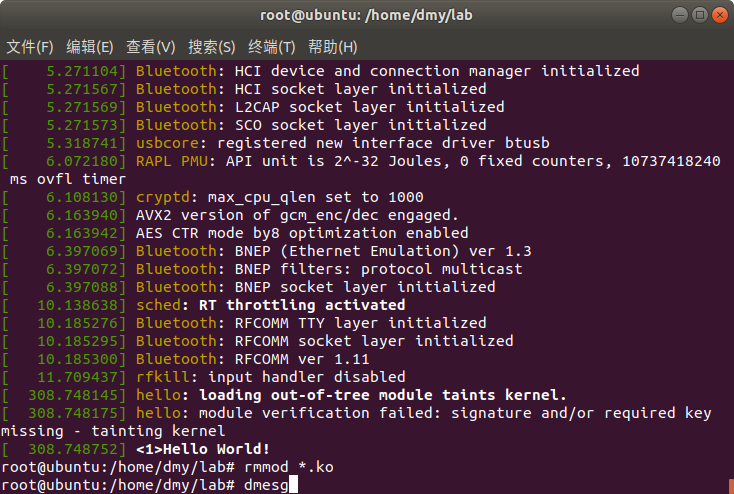 root@ubuntu: /home/dmy/lab
文件(F) 编辑(E) 查看(V) 搜索(S) 终端(T) 帮助(H)
[    5.271104] Bluetooth: HCI device and connection manager initialized
[    5.271567] Bluetooth: HCI socket layer initialized
[    5.271569] Bluetooth: L2CAP socket layer initialized
[    5.271573] Bluetooth: SCO socket layer initialized
[    5.318741] usbcore: registered new interface driver btusb
[    6.072180] RAPL PMU: API unit is 2^-32 Joules, 0 fixed counters, 10737418240
 ms ovfl timer
[    6.108130] cryptd: max_cpu_qlen set to 1000
[    6.163940] AVX2 version of gcm_enc/dec engaged.
[    6.163942] AES CTR mode by8 optimization enabled
[    6.397069] Bluetooth: BNEP (Ethernet Emulation) ver 1.3
[    6.397072] Bluetooth: BNEP filters: protocol multicast
[    6.397088] Bluetooth: BNEP socket layer initialized
[   10.138638] sched: RT throttling activated
[   10.185276] Bluetooth: RFCOMM TTY layer initialized
[   10.185295] Bluetooth: RFCOMM socket layer initialized
[   10.185300] Bluetooth: RFCOMM ver 1.11
[   11.709437] rfkill: input handler disabled
[  308.748145] hello: loading out-of-tree module taints kernel.
[  308.748175] hello: module verification failed: signature and/or required key
missing - tainting kernel
[  308.748752] <1>Hello World!
root@ubuntu:/home/dmy/lab# rmmod *.ko
root@ubuntu:/home/dmy/lab# dmesg